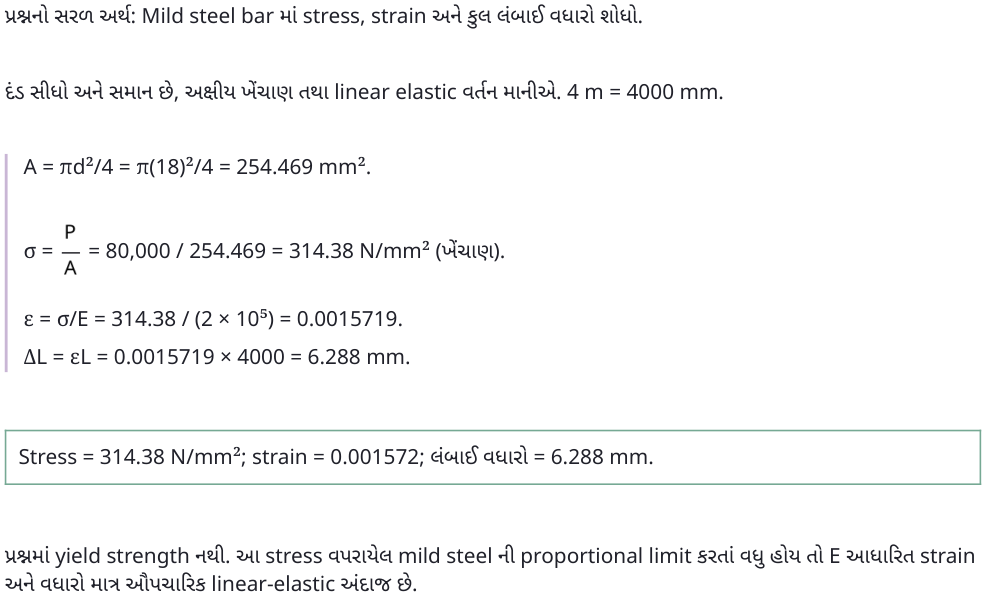 પ્રશ્નનો સરળ અર્થ: Mild steel bar માં stress, strain અને કુલ લંબાઈ વધારો શોધો.
દંડ સીધો અને સમાન છે, અક્ષીય ખેંચાણ તથા linear elastic વર્તન માનીએ. 4 m = 4000 mm.
A = πd²/4 = π(18)²/4 = 254.469 mm².
σ = P/A = 80,000 / 254.469 = 314.38 N/mm² (ખેંચાણ).
ε = σ/E = 314.38 / (2 × 10⁵) = 0.0015719.
ΔL = εL = 0.0015719 × 4000 = 6.288 mm.
Stress = 314.38 N/mm²; strain = 0.001572; લંબાઈ વધારો = 6.288 mm.
પ્રશ્નમાં yield strength નથી. આ stress વપરાયેલ mild steel ની proportional limit કરતાં વધુ હોય તો E આધારિત strain
અને વધારો માત્ર ઔપચારિક linear-elastic અંદાજ છે.